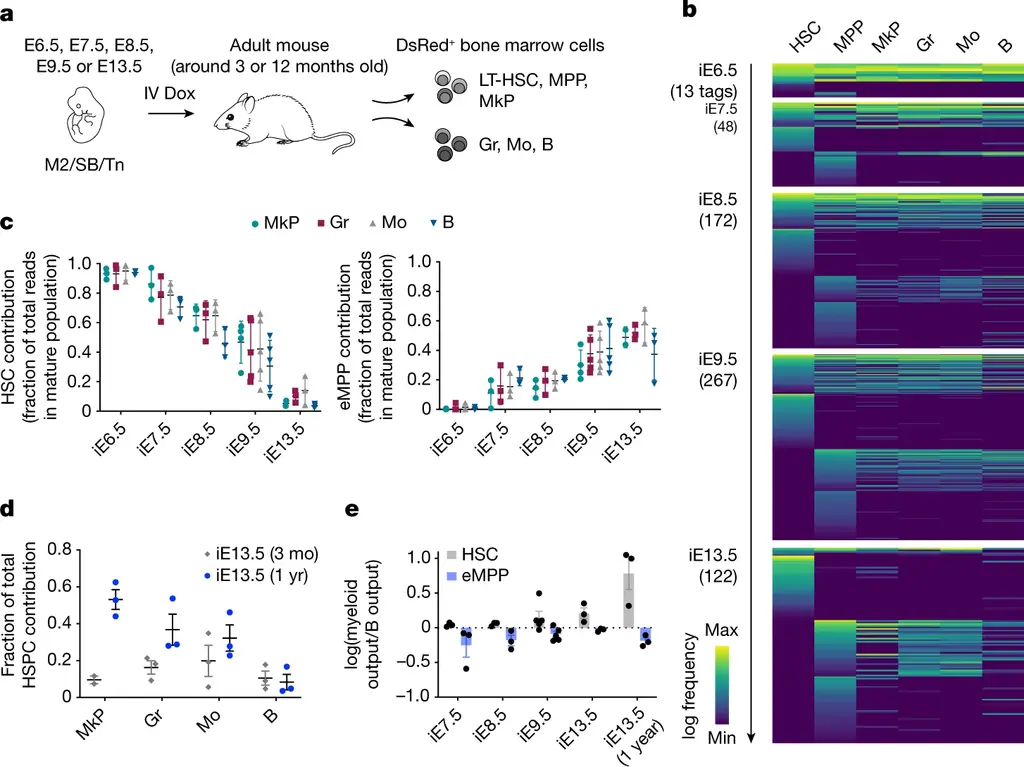 a
E6.5, E7.5, E8.5,
E9.5 or E13.5
M2/SB/Tn
IV Dox
Adult mouse
(around 3 or 12 months old)
DsRed⁺ bone marrow cells
LT-HSC, MPP,
MkP
Gr, Mo, B
b
HSC
MPP
MkP
Gr
Mo
B
iE6.5
(13 tags)
iE7.5
(48)
iE8.5
(172)
iE9.5
(267)
iE13.5
(122)
Max
log frequency
Min
c
MkP
Gr
Mo
B
HSC contribution
(fraction of total reads
in mature population)
1.0
0.8
0.6
0.4
0.2
0
iE6.5
iE7.5
iE8.5
iE9.5
iE13.5
eMPP contribution
(fraction of total reads
in mature population)
1.0
0.8
0.6
0.4
0.2
0
iE6.5
iE7.5
iE8.5
iE9.5
iE13.5
d
Fraction of total
HSPC contribution
0.8
0.6
0.4
0.2
0
iE13.5 (3 mo)
iE13.5 (1 yr)
MkP
Gr
Mo
B
e
log(myeloid
output/B output)
1.0
0.5
0
−0.5
−1.0
HSC
eMPP
iE7.5
iE8.5
iE9.5
iE13.5
iE13.5
(1 year)